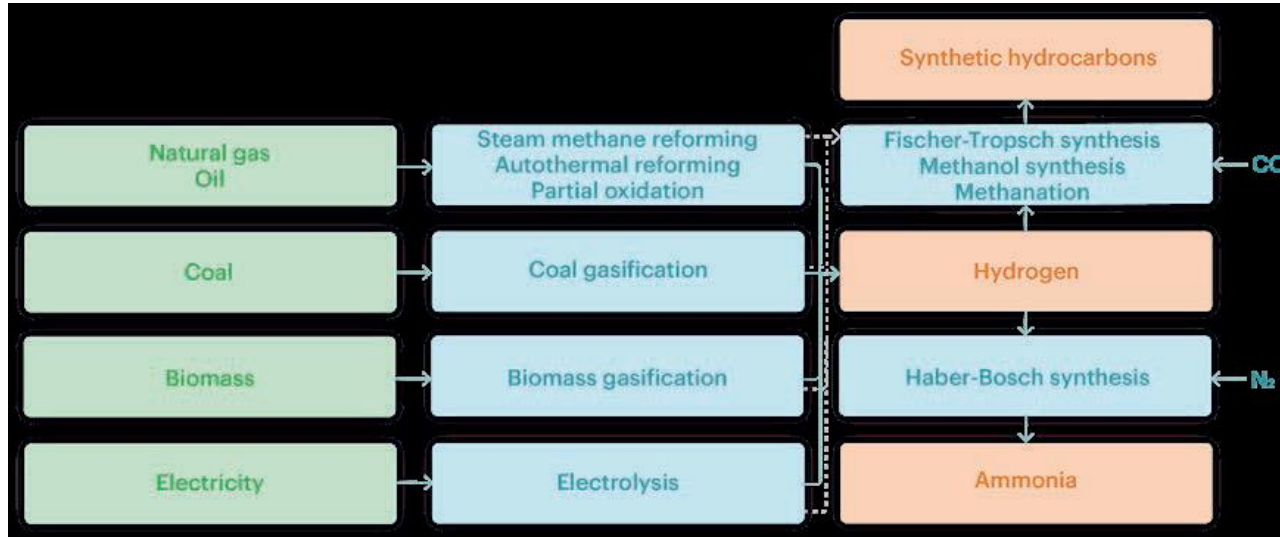 Synthetic hydrocarbons
Natural gas
Oil
Steam methane reforming
Autothermal reforming
Partial oxidation
Fischer-Tropsch synthesis
Methanol synthesis
Methanation
CO
Coal
Coal gasification
Hydrogen
Biomass
Biomass gasification
Haber-Bosch synthesis
N₂
Electricity
Electrolysis
Ammonia